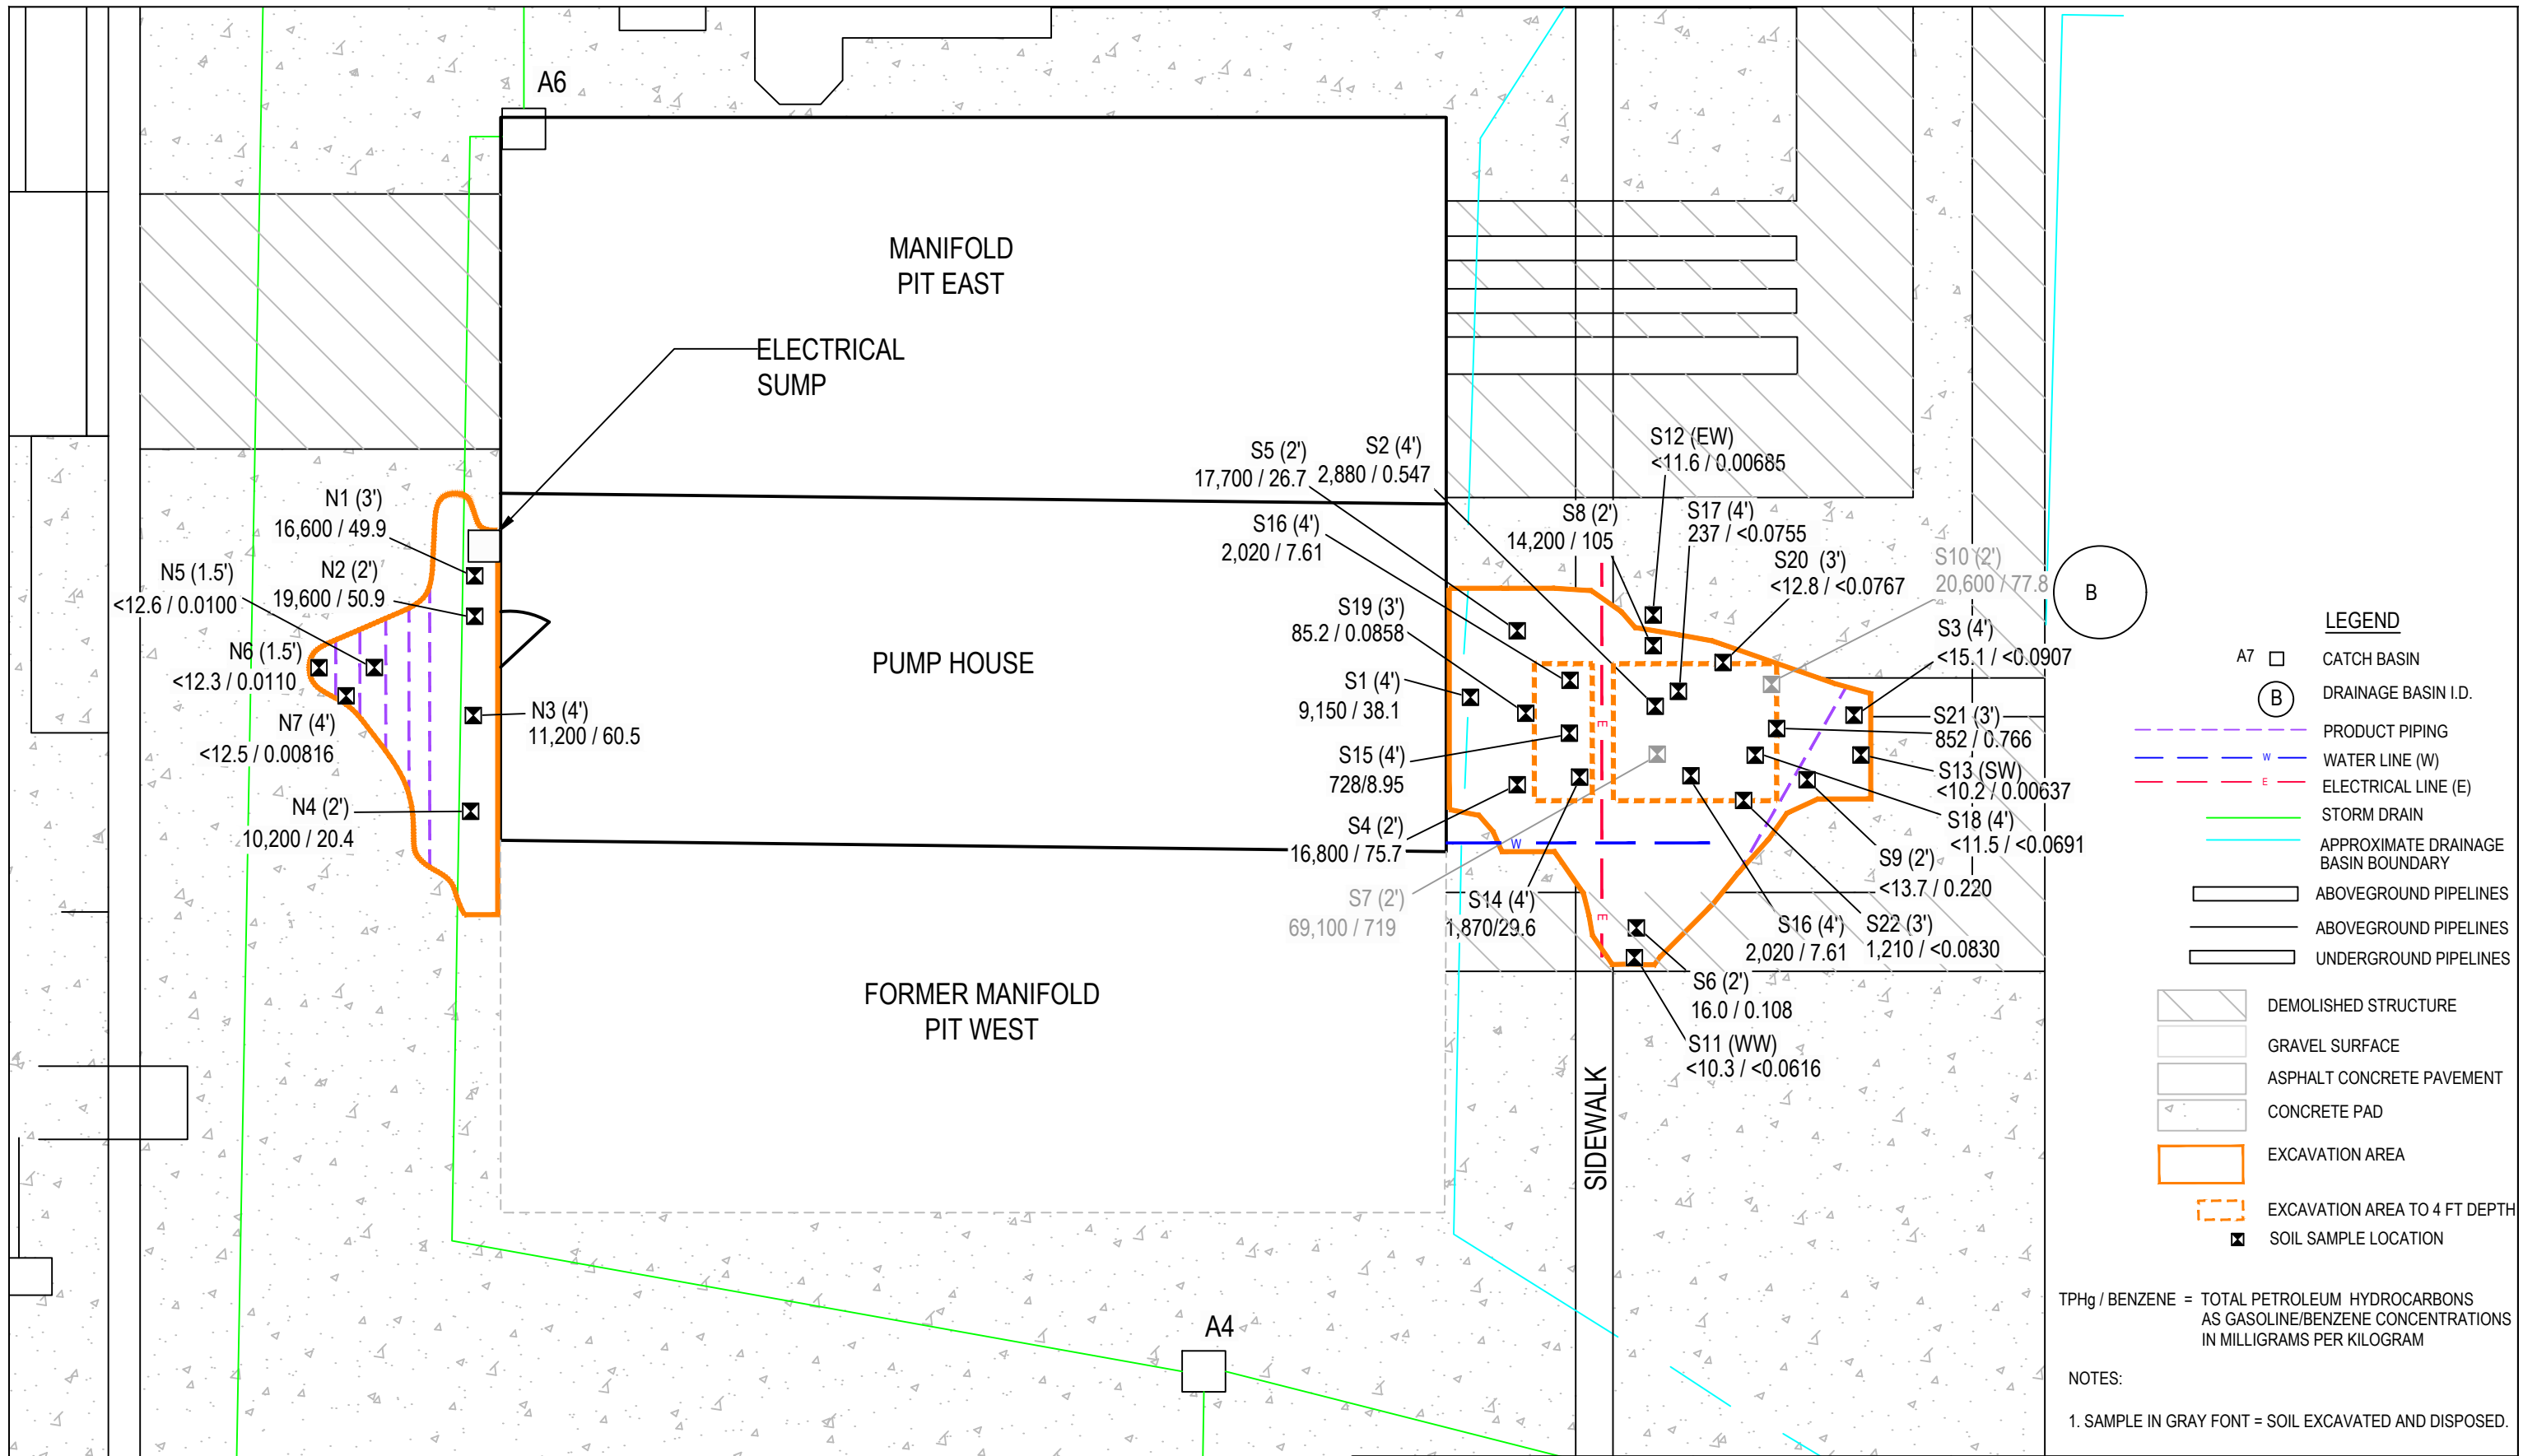 A6
MANIFOLD
PIT EAST
ELECTRICAL
SUMP
PUMP HOUSE
FORMER MANIFOLD
PIT WEST
A4
SIDEWALK
N1 (3')
16,600 / 49.9
N2 (2')
19,600 / 50.9
N5 (1.5')
<12.6 / 0.0100
N6 (1.5')
<12.3 / 0.0110
N7 (4')
<12.5 / 0.00816
N3 (4')
11,200 / 60.5
N4 (2')
10,200 / 20.4
S5 (2')
17,700 / 26.7
S2 (4')
2,880 / 0.547
S16 (4')
2,020 / 7.61
S19 (3')
85.2 / 0.0858
S1 (4')
9,150 / 38.1
S15 (4')
728/8.95
S4 (2')
16,800 / 75.7
S7 (2')
69,100 / 719
S14 (4')
1,870/29.6
S12 (EW)
<11.6 / 0.00685
S8 (2')
14,200 / 105
S17 (4')
237 / <0.0755
S20 (3')
<12.8 / <0.0767
S10 (2')
20,600 / 77.8
S3 (4')
<15.1 / <0.0907
S21 (3')
852 / 0.766
S13 (SW)
<10.2 / 0.00637
S18 (4')
<11.5 / <0.0691
S9 (2')
<13.7 / 0.220
S22 (3')
1,210 / <0.0830
S16 (4')
2,020 / 7.61
S6 (2')
16.0 / 0.108
S11 (WW)
<10.3 / <0.0616
E
E
W
B
LEGEND
A7 CATCH BASIN
B DRAINAGE BASIN I.D.
PRODUCT PIPING
W WATER LINE (W)
E ELECTRICAL LINE (E)
STORM DRAIN
APPROXIMATE DRAINAGE
BASIN BOUNDARY
ABOVEGROUND PIPELINES
ABOVEGROUND PIPELINES
UNDERGROUND PIPELINES
DEMOLISHED STRUCTURE
GRAVEL SURFACE
ASPHALT CONCRETE PAVEMENT
CONCRETE PAD
EXCAVATION AREA
EXCAVATION AREA TO 4 FT DEPTH
SOIL SAMPLE LOCATION
TPHg / BENZENE = TOTAL PETROLEUM HYDROCARBONS
AS GASOLINE/BENZENE CONCENTRATIONS
IN MILLIGRAMS PER KILOGRAM
NOTES:
1. SAMPLE IN GRAY FONT = SOIL EXCAVATED AND DISPOSED.